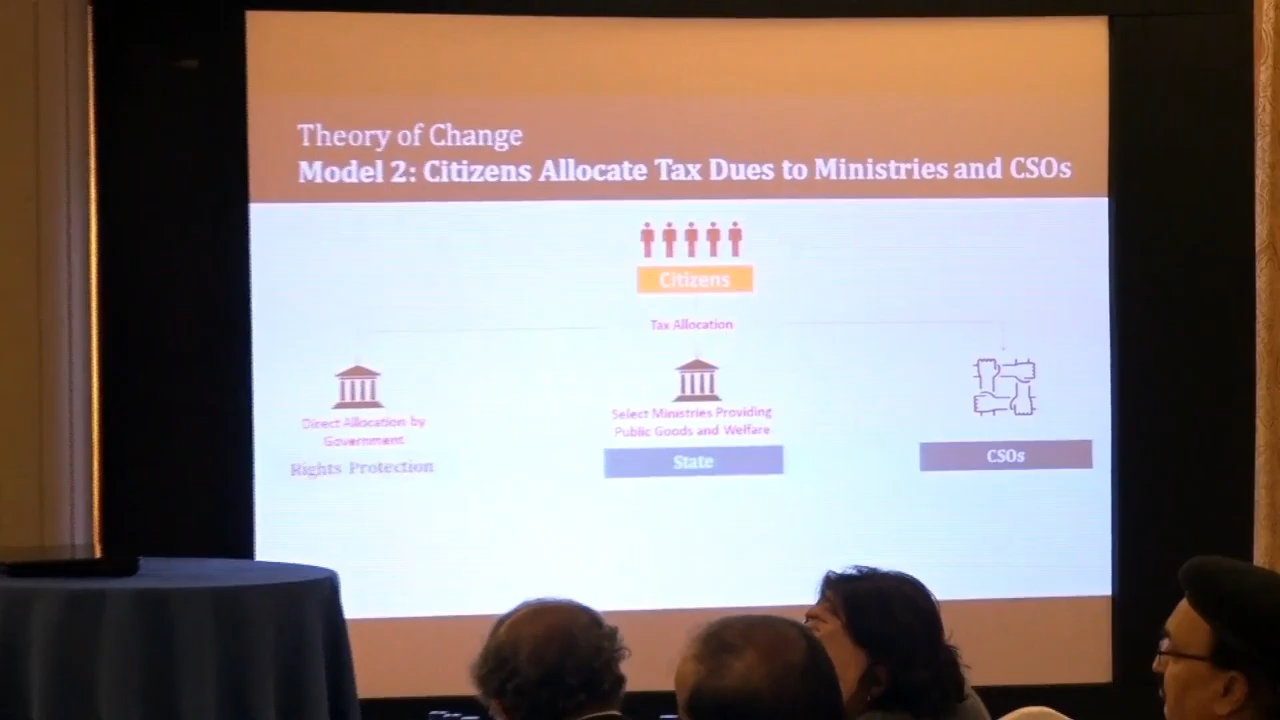 Theory of Change
Model 2: Citizens Allocate Tax Dues to Ministries and CSOs
Citizens
Tax Allocation
Direct Allocation by
Government
Rights Protection
Select Ministries Providing
Public Goods and Welfare
State
CSOs